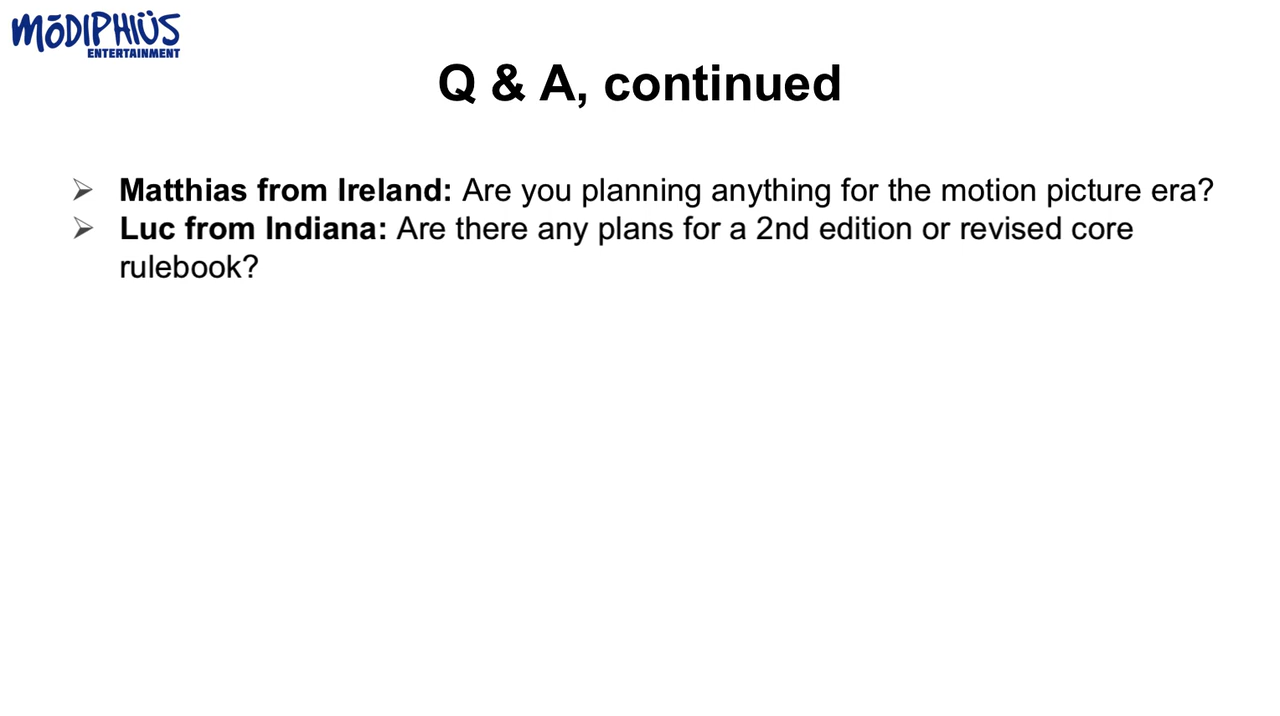 MŌDIPHIÜS
ENTERTAINMENT
Q & A, continued
➢ Matthias from Ireland: Are you planning anything for the motion picture era?
➢ Luc from Indiana: Are there any plans for a 2nd edition or revised core
rulebook?